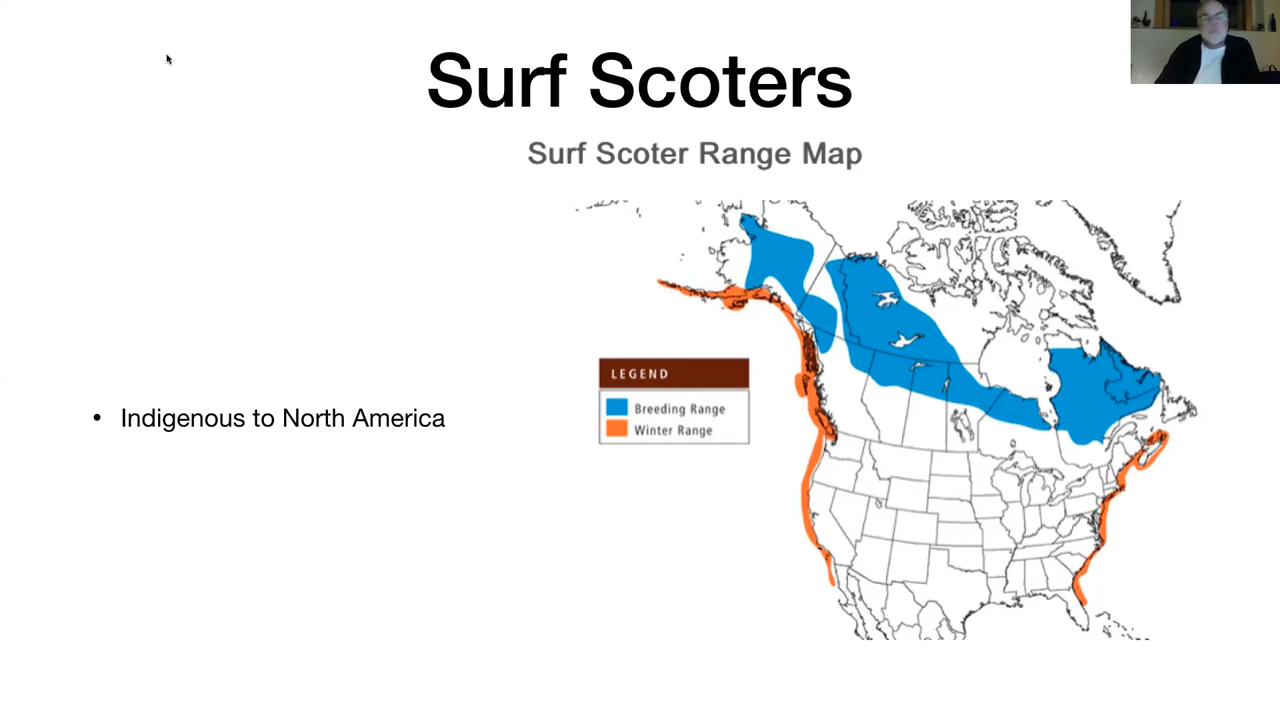 Surf Scoters
Surf Scoter Range Map
• Indigenous to North America
LEGEND
Breeding Range
Winter Range